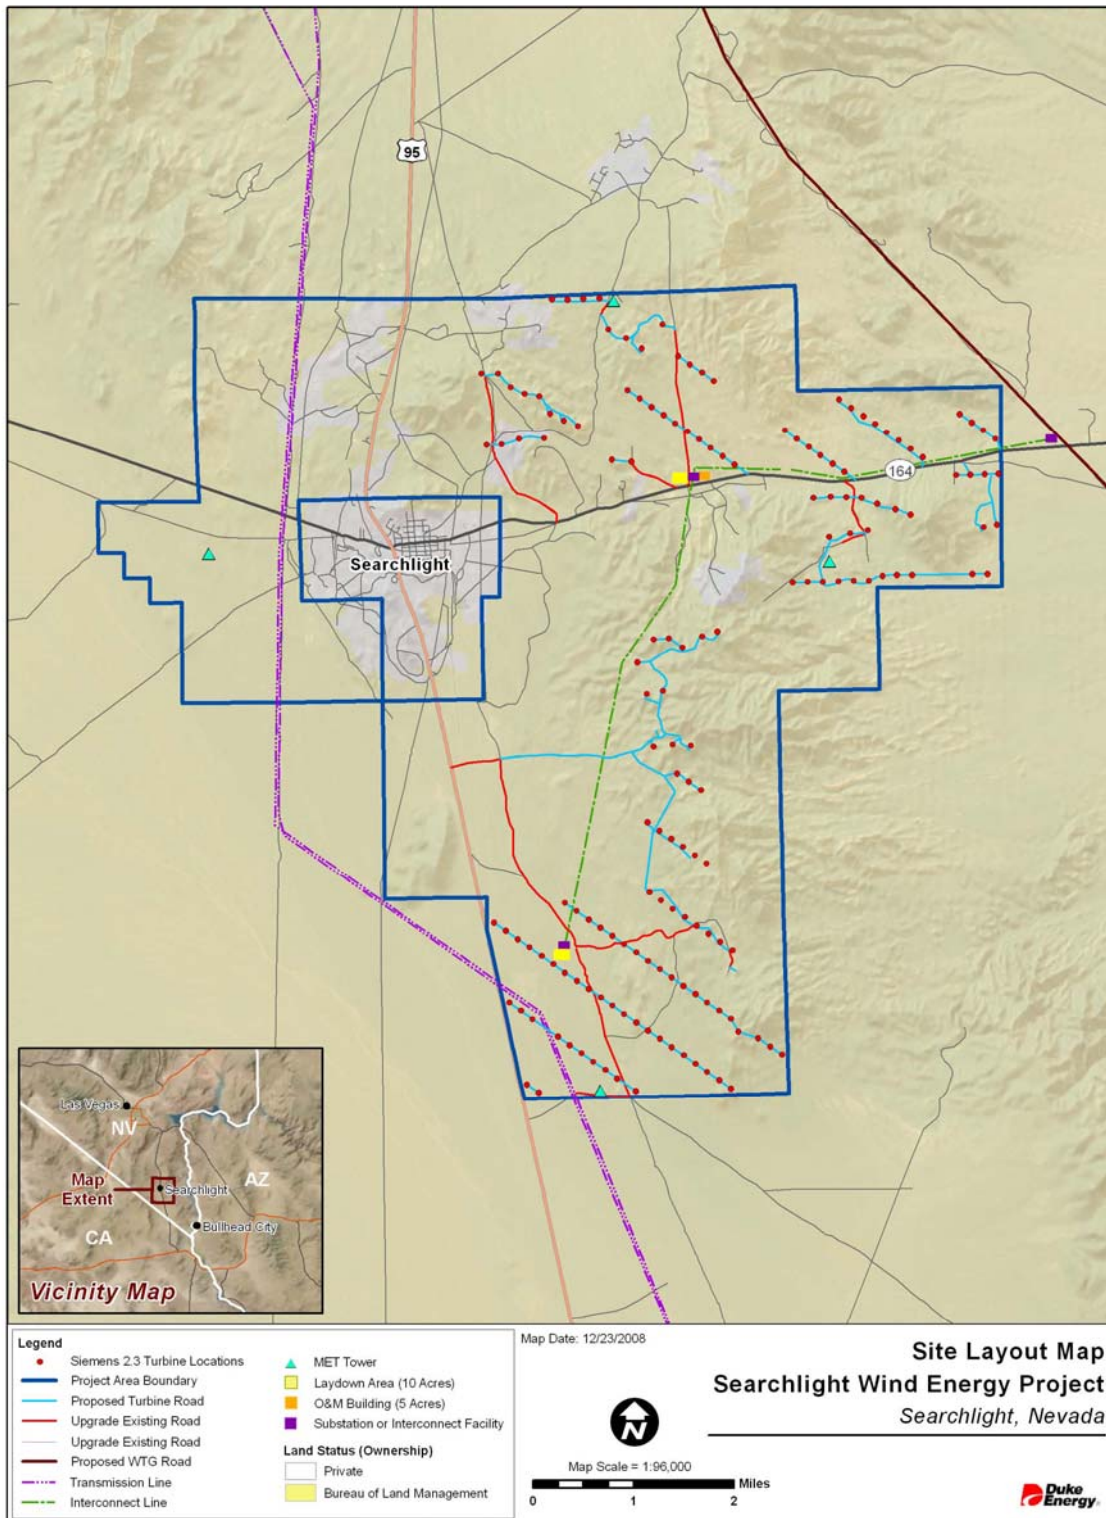 95
164
Searchlight
Las Vegas
NV
Map
Extent
Searchlight
AZ
CA
Bullhead City
Vicinity Map
Legend
Siemens 2.3 Turbine Locations
Project Area Boundary
Proposed Turbine Road
Upgrade Existing Road
Upgrade Existing Road
Proposed WTG Road
Transmission Line
Interconnect Line
MET Tower
Laydown Area (10 Acres)
O&M Building (5 Acres)
Substation or Interconnect Facility
Land Status (Ownership)
Private
Bureau of Land Management
Map Date: 12/23/2008
N
Map Scale = 1:96,000
Miles
0 1 2
Site Layout Map
Searchlight Wind Energy Project
Searchlight, Nevada
Duke
Energy®